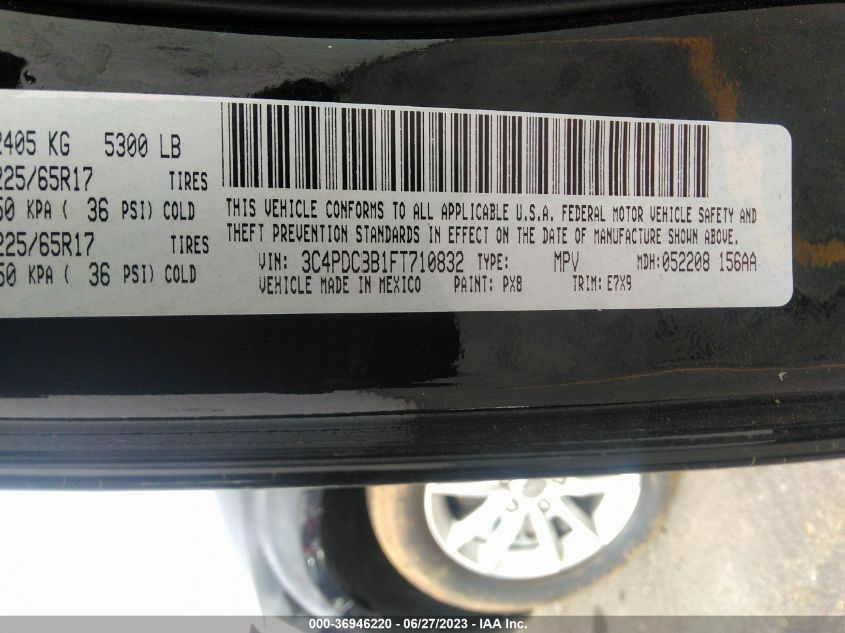 2405 KG 5300 LB
225/65R17 TIRES
50 KPA ( 36 PSI) COLD
225/65R17 TIRES
50 KPA ( 36 PSI) COLD
THIS VEHICLE CONFORMS TO ALL APPLICABLE U.S.A. FEDERAL MOTOR VEHICLE SAFETY AND
THEFT PREVENTION STANDARDS IN EFFECT ON THE DATE OF MANUFACTURE SHOWN ABOVE.
VIN: 3C4PDC3B1FT710832 TYPE: MPV MDH:052208 156AA
VEHICLE MADE IN MEXICO PAINT: PX8 TRIM: E7X9
000-36946220 - 06/27/2023 - IAA Inc.